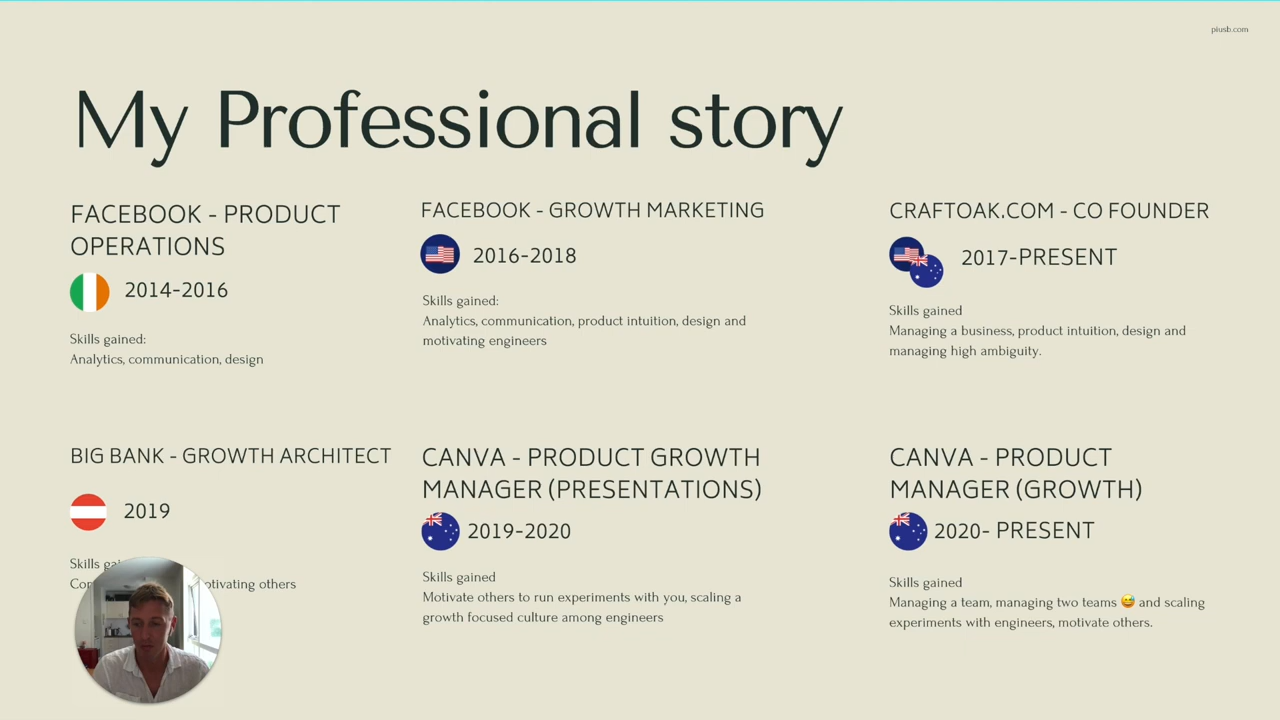 piusb.com
My Professional story
FACEBOOK - PRODUCT
OPERATIONS
2014-2016
Skills gained:
Analytics, communication, design
FACEBOOK - GROWTH MARKETING
2016-2018
Skills gained:
Analytics, communication, product intuition, design and
motivating engineers
CRAFTOAK.COM - CO FOUNDER
2017-PRESENT
Skills gained
Managing a business, product intuition, design and
managing high ambiguity.
BIG BANK - GROWTH ARCHITECT
2019
Skills
others
CANVA - PRODUCT GROWTH
MANAGER (PRESENTATIONS)
2019-2020
Skills gained
Motivate others to run experiments with you, scaling a
growth focused culture among engineers
CANVA - PRODUCT
MANAGER (GROWTH)
2020- PRESENT
Skills gained
Managing a team, managing two teams 😅 and scaling
experiments with engineers, motivate others.